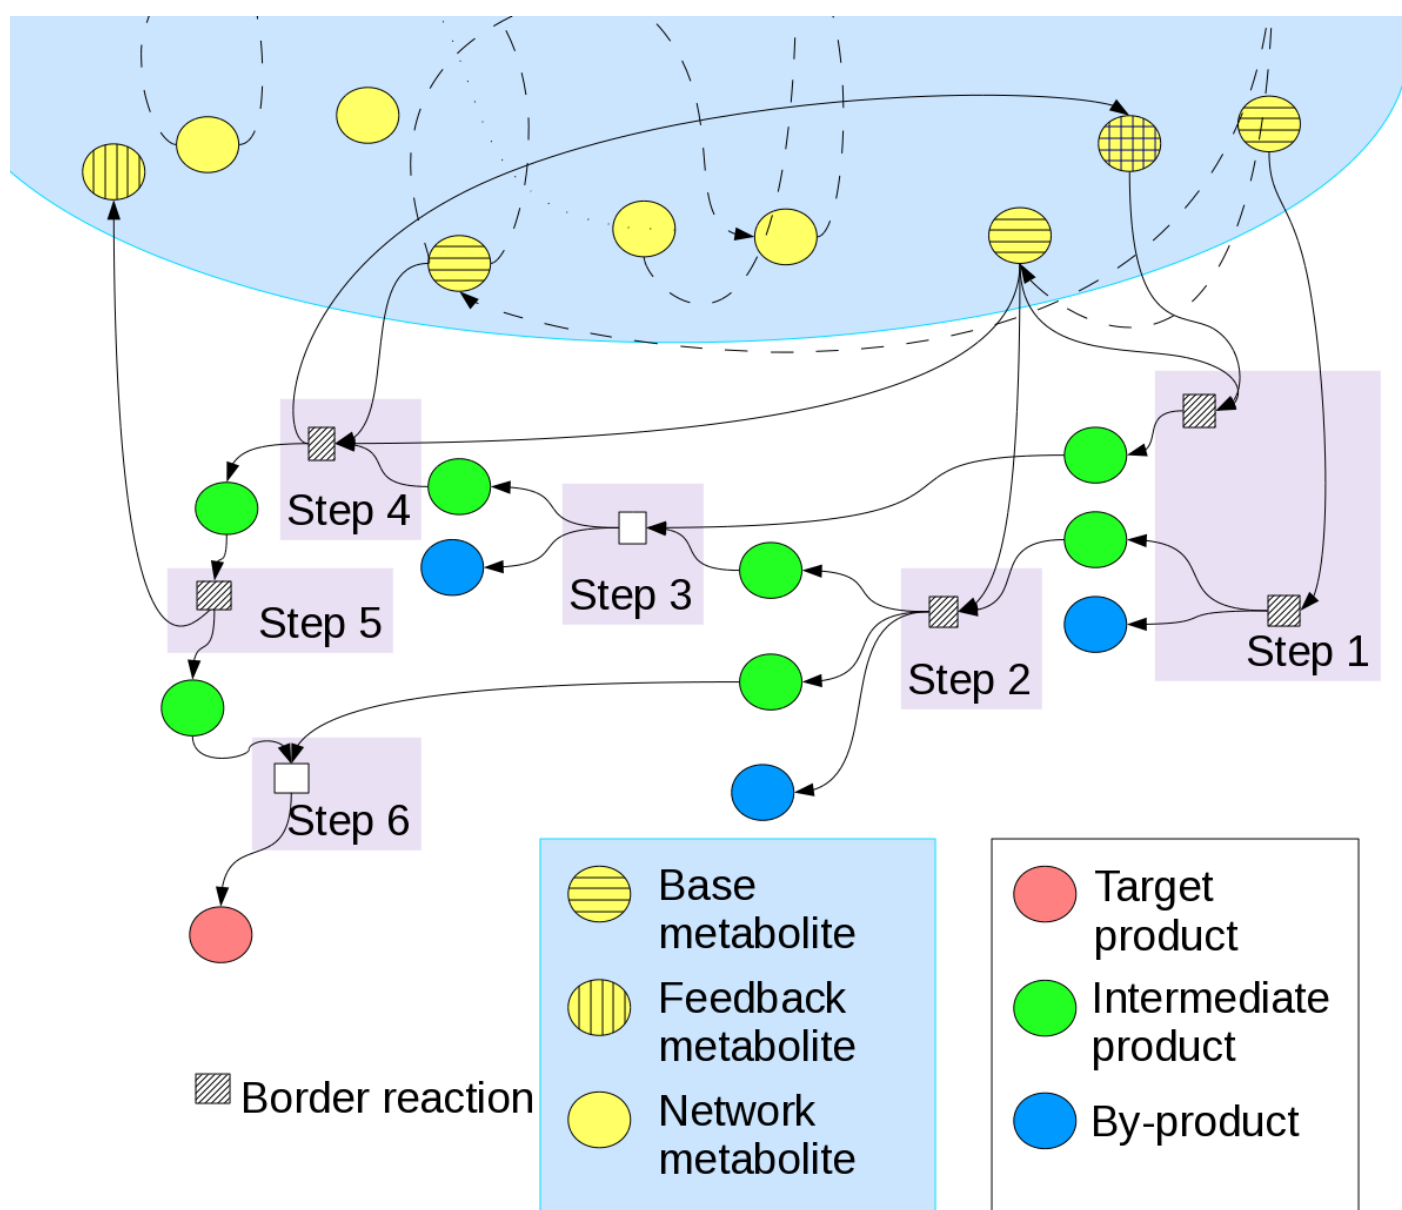 Step 4
Step 3
Step 5
Step 1
Step 2
Step 6
Base
metabolite
Feedback
metabolite
Network
metabolite
Target
product
Intermediate
product
By-product
Border reaction